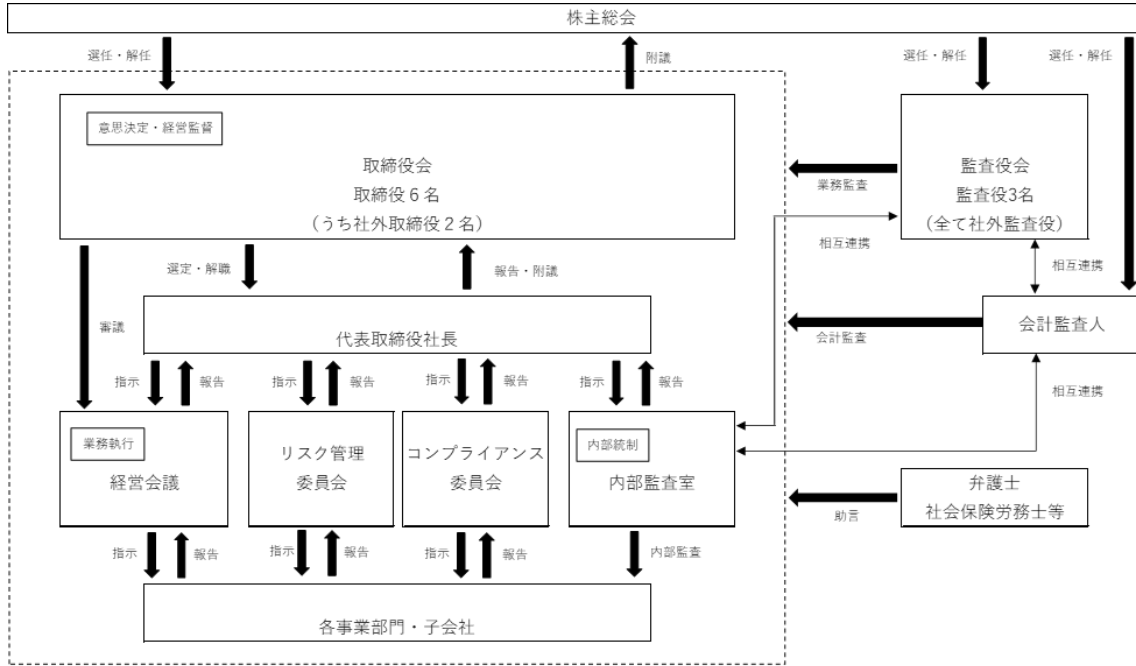 株主総会
選任・解任
附議
選任・解任
選任・解任
意思決定・経営監督
取締役会
取締役６名
（うち社外取締役２名）
監査役会
監査役3名
（全て社外監査役）
業務監査
相互連携
相互連携
選定・解職
報告・附議
審議
代表取締役社長
会計監査人
会計監査
指示
報告
指示
報告
指示
報告
指示
報告
相互連携
業務執行
経営会議
リスク管理
委員会
コンプライアンス
委員会
内部統制
内部監査室
弁護士
社会保険労務士等
助言
指示
報告
指示
報告
指示
報告
内部監査
各事業部門・子会社